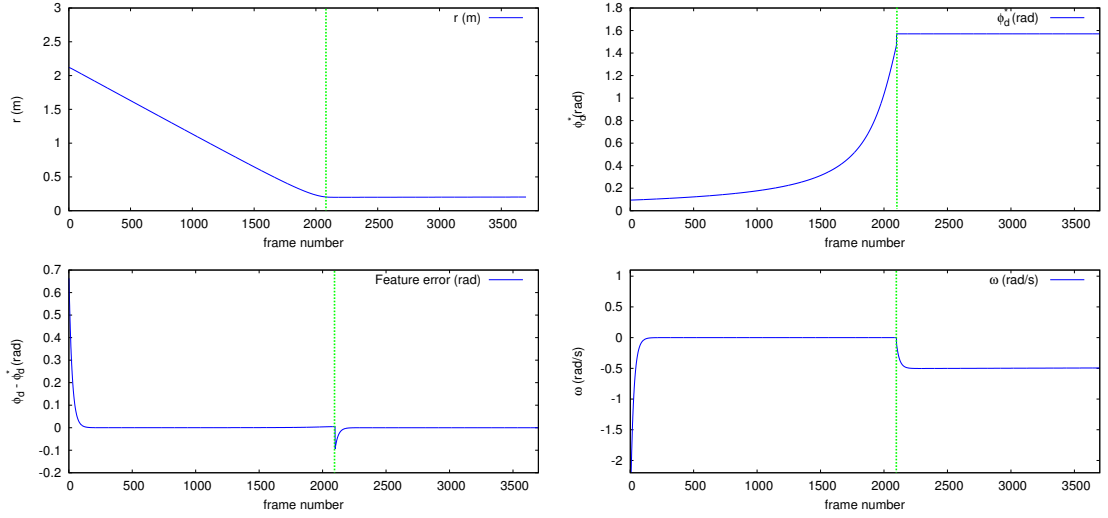 3
2.5
2
1.5
1
0.5
0
r (m)
r (m)
0 500 1000 1500 2000 2500 3000 3500
frame number
1.8
1.6
1.4
1.2
1
0.8
0.6
0.4
0.2
0
ϕ*d(rad)
ϕ*d(rad)
0 500 1000 1500 2000 2500 3000 3500
frame number
0.7
0.6
0.5
0.4
0.3
0.2
0.1
0
-0.1
-0.2
ϕd - ϕ*d(rad)
Feature error (rad)
0 500 1000 1500 2000 2500 3000 3500
frame number
1
0.5
0
-0.5
-1
-1.5
-2
ω (rad/s)
ω (rad/s)
0 500 1000 1500 2000 2500 3000 3500
frame number